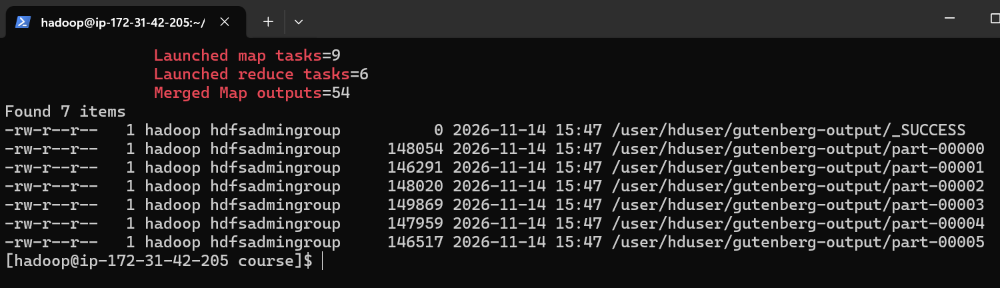 hadoop@ip-172-31-42-205:~/
Launched map tasks=9
Launched reduce tasks=6
Merged Map outputs=54
Found 7 items
-rw-r--r--   1 hadoop hdfsadmingroup          0 2026-11-14 15:47 /user/hduser/gutenberg-output/_SUCCESS
-rw-r--r--   1 hadoop hdfsadmingroup     148054 2026-11-14 15:47 /user/hduser/gutenberg-output/part-00000
-rw-r--r--   1 hadoop hdfsadmingroup     146291 2026-11-14 15:47 /user/hduser/gutenberg-output/part-00001
-rw-r--r--   1 hadoop hdfsadmingroup     148020 2026-11-14 15:47 /user/hduser/gutenberg-output/part-00002
-rw-r--r--   1 hadoop hdfsadmingroup     149869 2026-11-14 15:47 /user/hduser/gutenberg-output/part-00003
-rw-r--r--   1 hadoop hdfsadmingroup     147959 2026-11-14 15:47 /user/hduser/gutenberg-output/part-00004
-rw-r--r--   1 hadoop hdfsadmingroup     146517 2026-11-14 15:47 /user/hduser/gutenberg-output/part-00005
[hadoop@ip-172-31-42-205 course]$